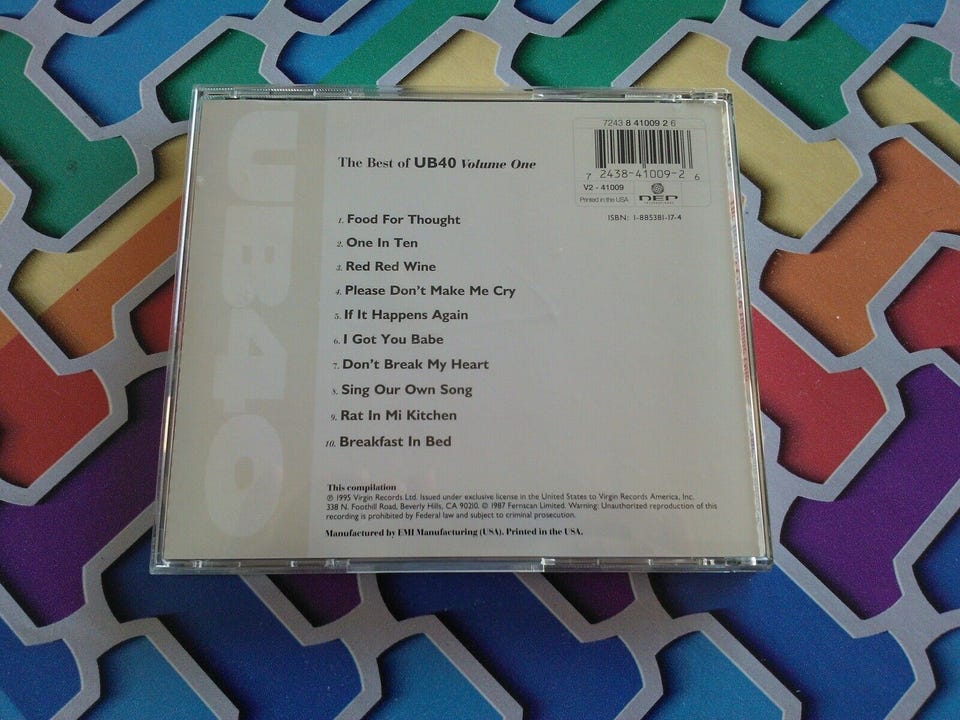 UB40
7243 8 41009 2 6
7 2438-41009-2 6
V2 - 41009
Printed in the USA
DEP
INTERNATIONAL
ISBN: 1-885381-17-4
The Best of UB40 Volume One
1. Food For Thought
2. One In Ten
3. Red Red Wine
4. Please Don't Make Me Cry
5. If It Happens Again
6. I Got You Babe
7. Don't Break My Heart
8. Sing Our Own Song
9. Rat In Mi Kitchen
10. Breakfast In Bed
This compilation
℗ 1995 Virgin Records Ltd. Issued under exclusive license in the United States to Virgin Records America, Inc.
338 N. Foothill Road, Beverly Hills, CA 90210. © 1987 Fernscan Limited. Warning: Unauthorized reproduction of this
recording is prohibited by Federal law and subject to criminal prosecution.
Manufactured by EMI Manufacturing (USA). Printed in the USA.